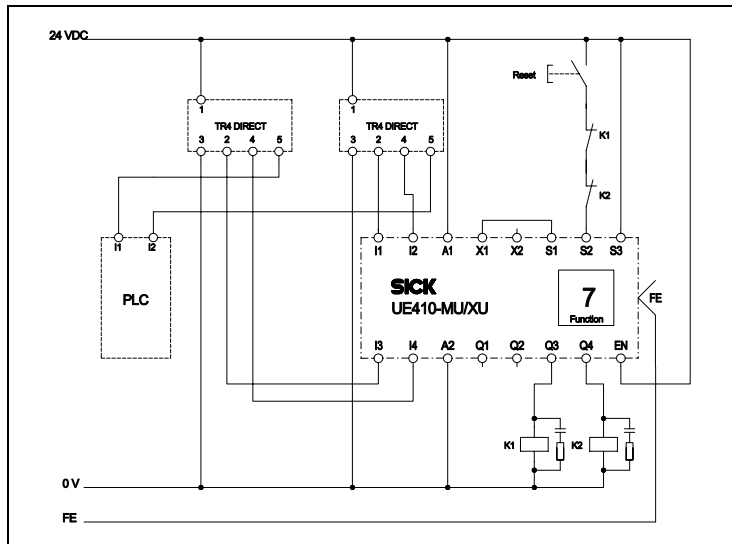 24 VDC
Reset
1
1
TR4 DIRECT
TR4 DIRECT
3 2 4 5
3 2 4 5
K1
K2
I1 I2
I1 I2 A1 X1 X2 S1 S2 S3
PLC
SICK
UE410-MU/XU
7
Function
FE
I3 I4 A2 Q1 Q2 Q3 Q4 EN
K1
K2
0 V
FE